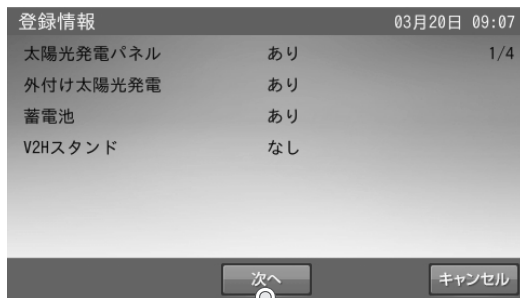 登録情報 03月20日 09:07
太陽光発電パネル あり 1/4
外付け太陽光発電 あり
蓄電池 あり
V2Hスタンド なし
次へ キャンセル